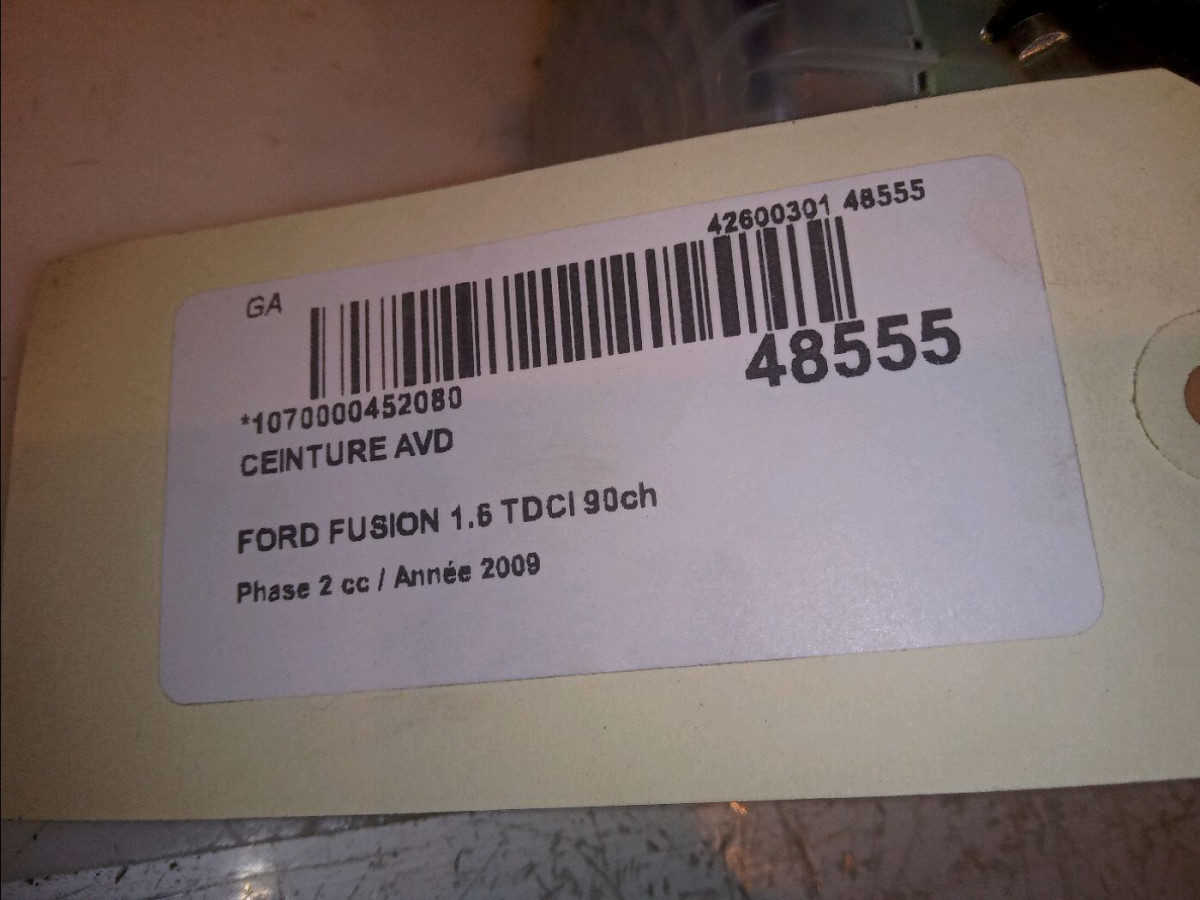 42600301 48555
GA
48555
*1070000452080
CEINTURE AVD
FORD FUSION 1.6 TDCI 90ch
Phase 2 cc / Année 2009